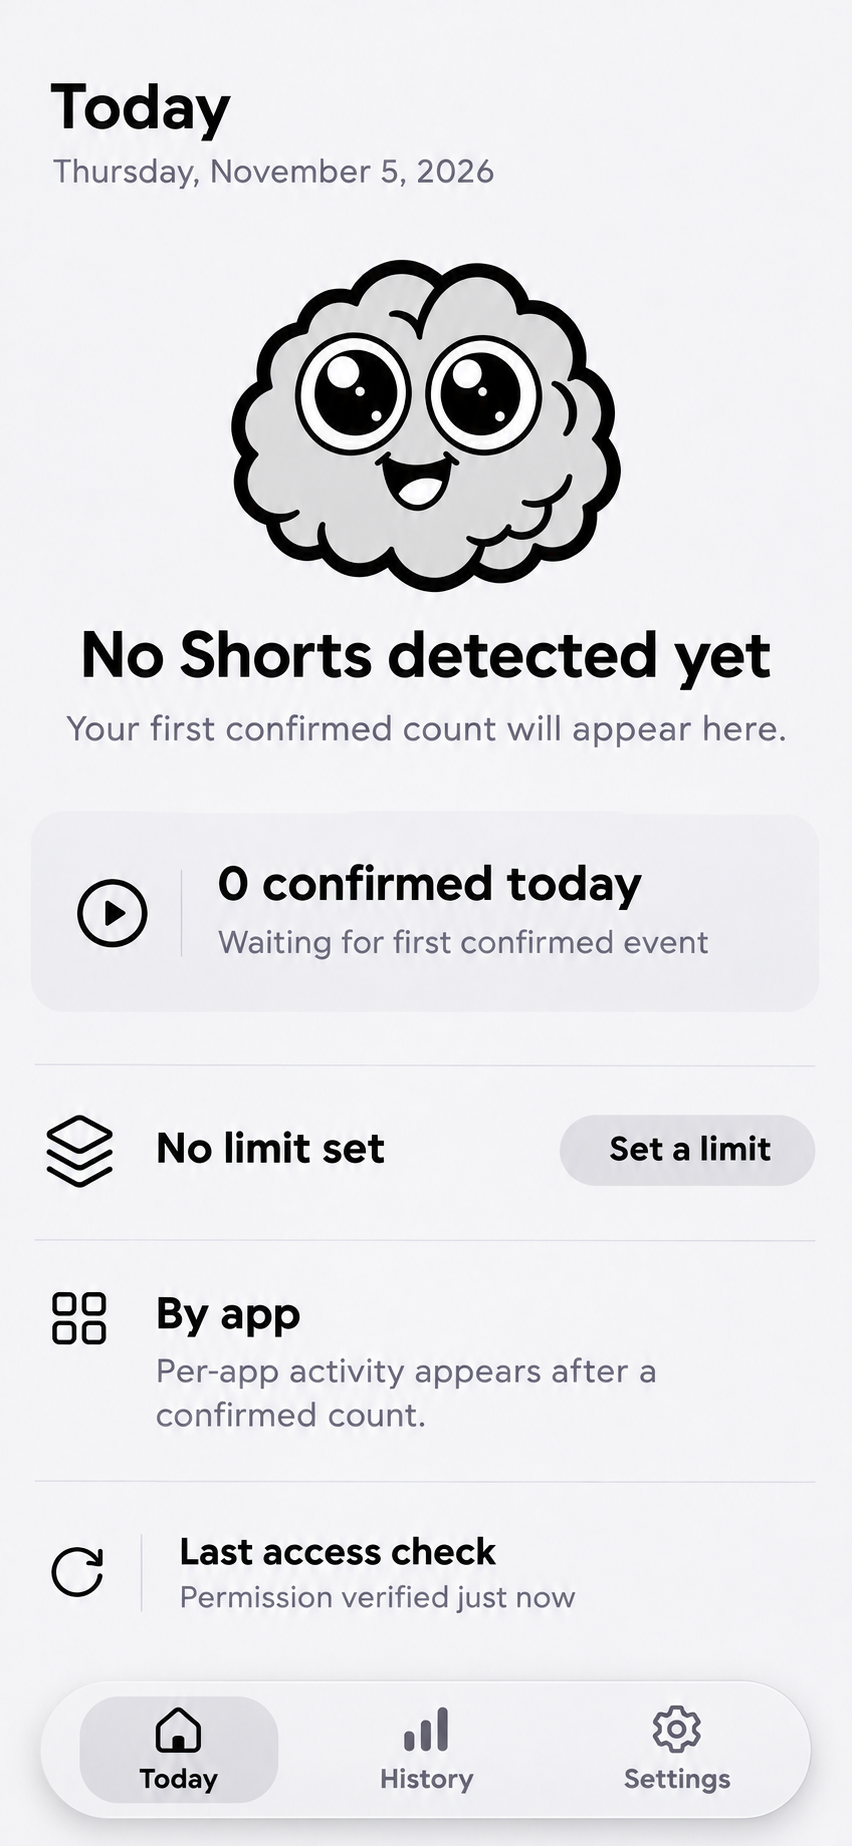 Today
Thursday, November 5, 2026
No Shorts detected yet
Your first confirmed count will appear here.
0 confirmed today
Waiting for first confirmed event
No limit set
Set a limit
By app
Per-app activity appears after a
confirmed count.
Last access check
Permission verified just now
Today
History
Settings